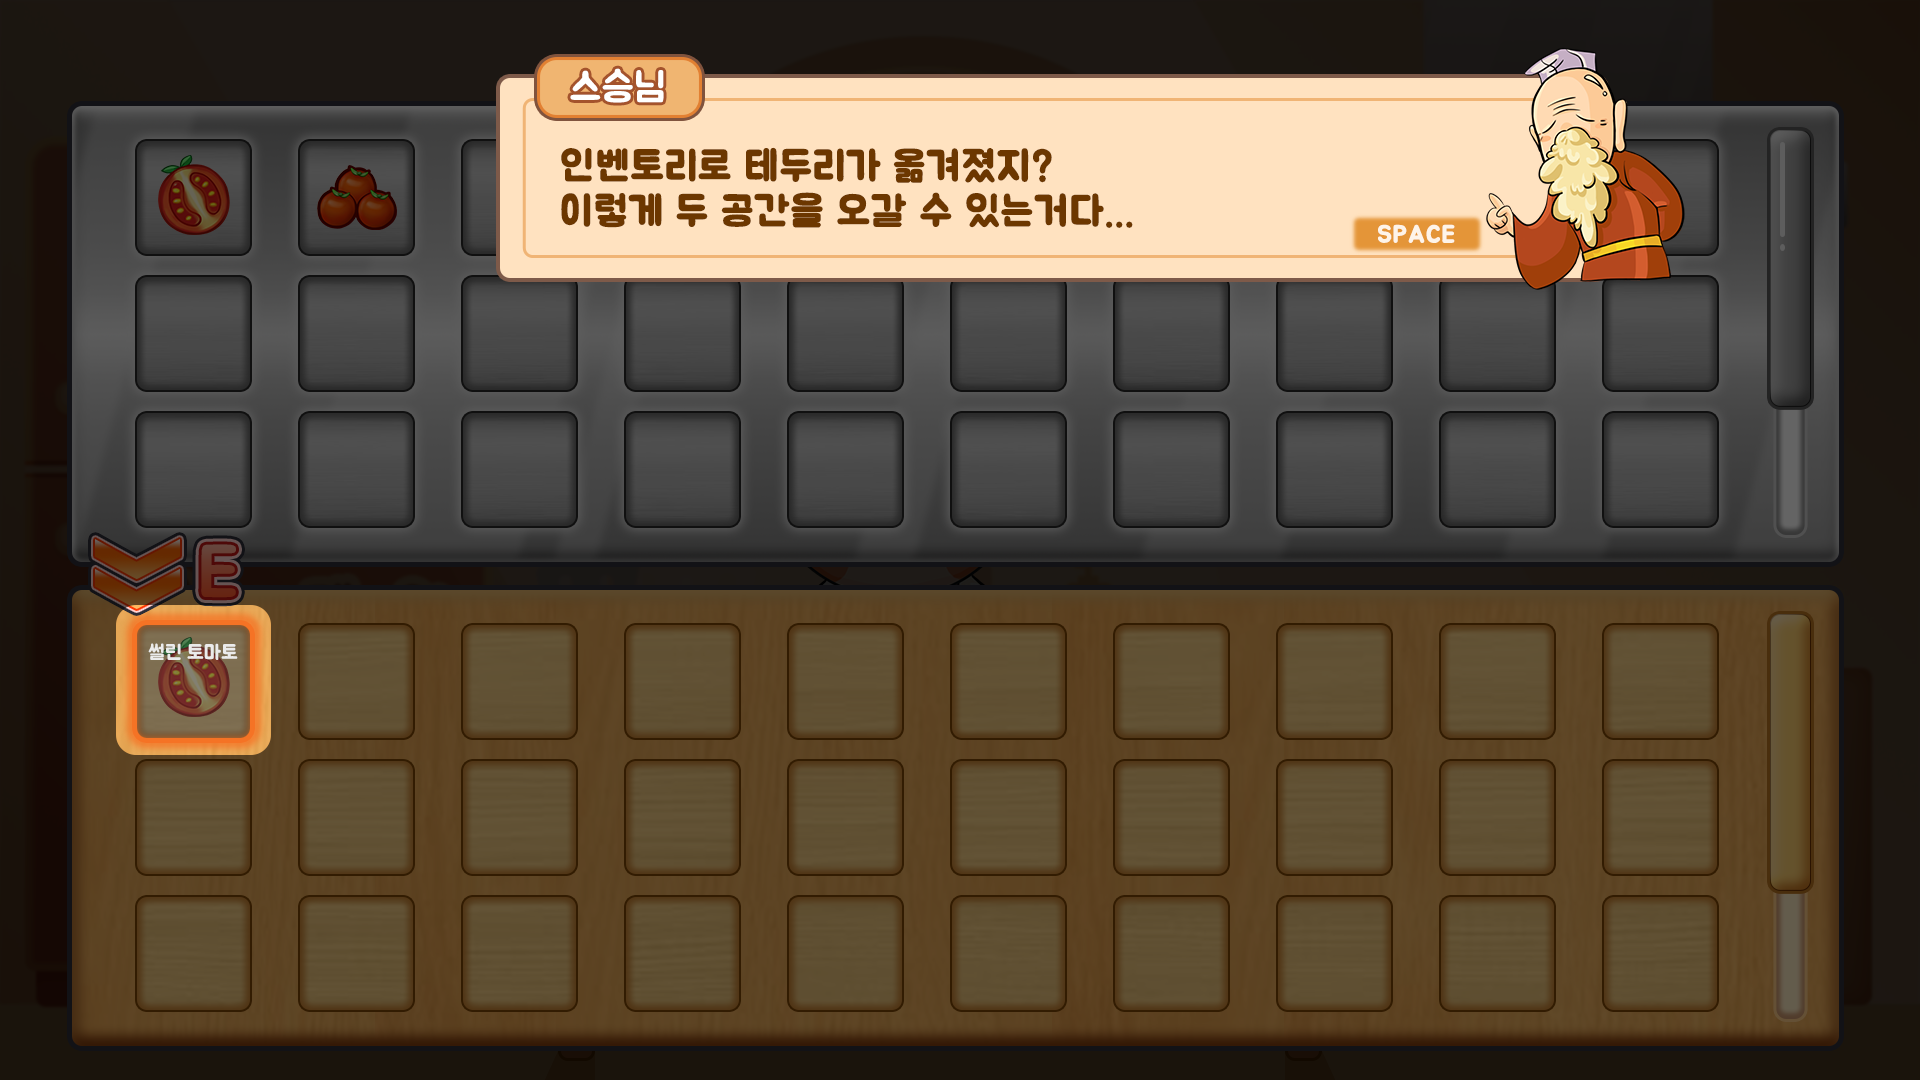 스승님
인벤토리로 테두리가 옮겨졌지?
이렇게 두 공간을 오갈 수 있는거다...
SPACE
E
썰린 토마토